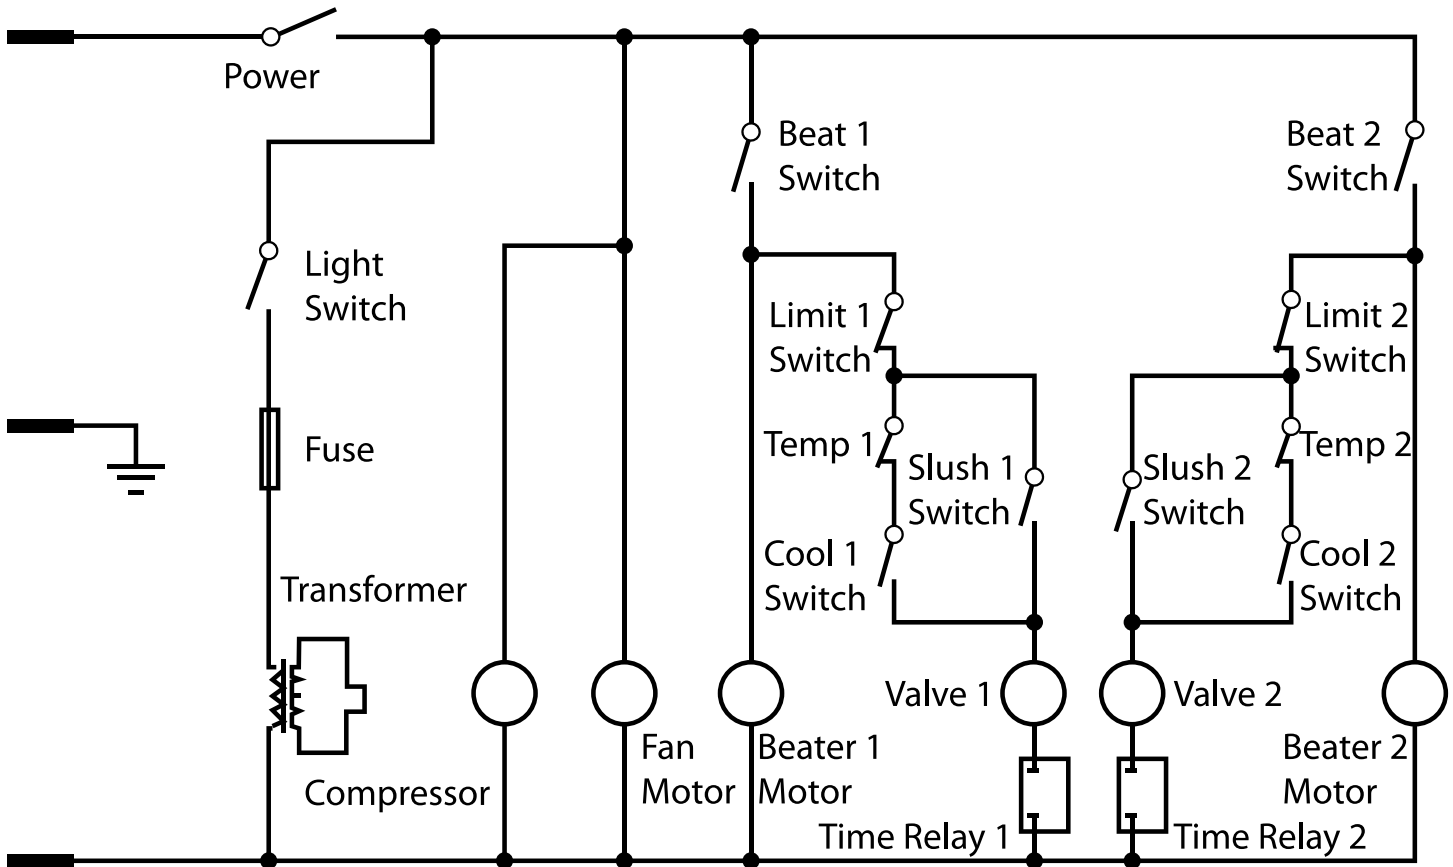 Power
Beat 1
Switch
Beat 2
Switch
Light
Switch
Limit 1
Switch
Limit 2
Switch
Fuse
Temp 1
Slush 1
Switch
Slush 2
Switch
Temp 2
Cool 1
Switch
Cool 2
Switch
Transformer
Valve 1
Valve 2
Compressor
Fan
Motor
Beater 1
Motor
Beater 2
Motor
Time Relay 1
Time Relay 2